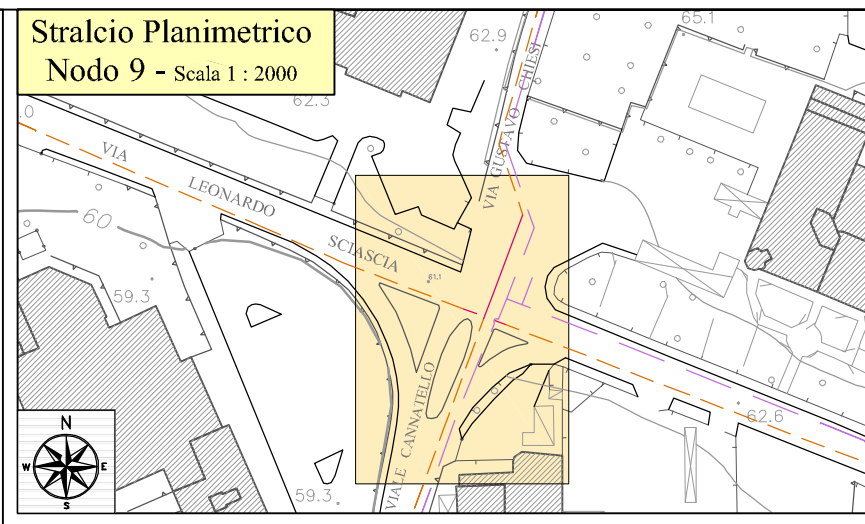 Stralcio Planimetrico
Nodo 9 - Scala 1 : 2000
65.1
62.9
62.3
.0
VIA GUSTAVO CHIESI
VIA LEONARDO SCIASCIA
60
61.1
59.3
62.6
VIALE CANNATELLO
59.3
N
W E
S